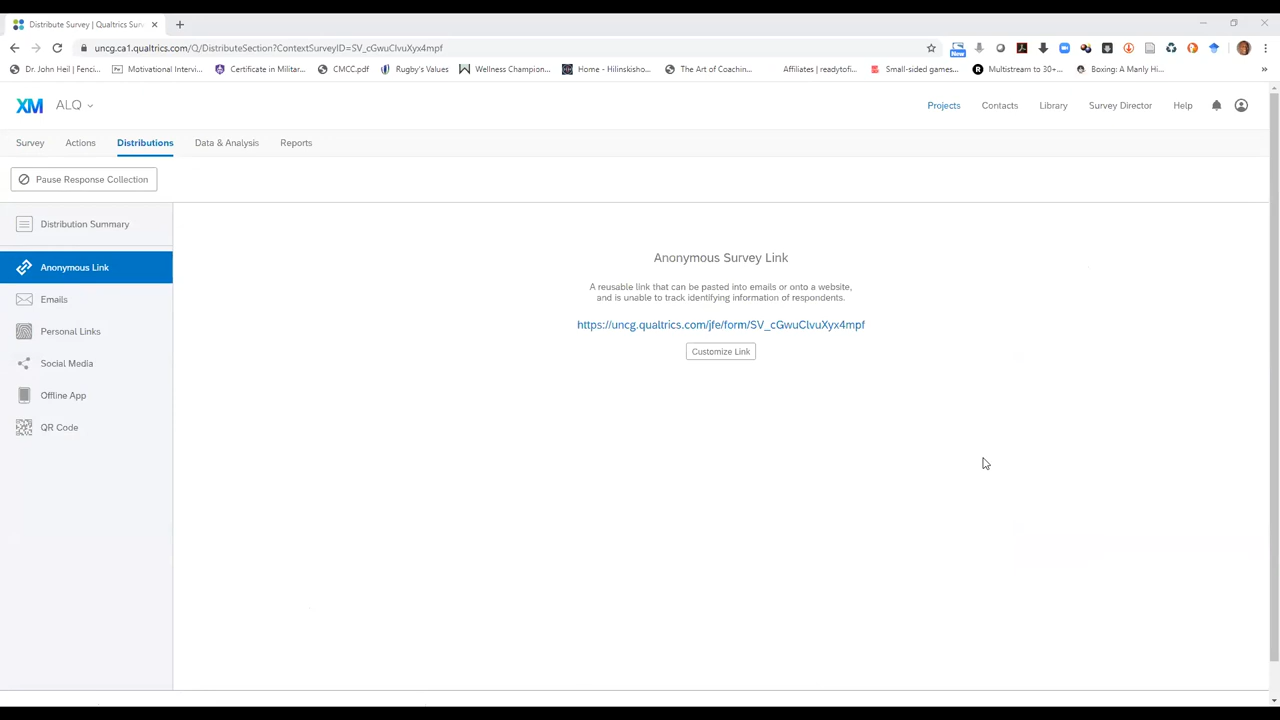 Distribute Survey | Qualtrics Surv
uncg.ca1.qualtrics.com/Q/DistributeSection?ContextSurveyID=SV_cGwuClvuXyx4mpf
New
Dr. John Heil | Fenci...
Motivational Intervi...
Certificate in Militar...
CMCC.pdf
Rugby's Values
Wellness Champion...
Home - Hilinskisho...
The Art of Coachin...
Affiliates | readytofi...
Small-sided games...
Multistream to 30+...
Boxing: A Manly Hi...
XM ALQ
Projects
Contacts
Library
Survey Director
Help
Survey
Actions
Distributions
Data & Analysis
Reports
Pause Response Collection
Distribution Summary
Anonymous Link
Emails
Personal Links
Social Media
Offline App
QR Code
Anonymous Survey Link
A reusable link that can be pasted into emails or onto a website,
and is unable to track identifying information of respondents.
https://uncg.qualtrics.com/jfe/form/SV_cGwuClvuXyx4mpf
Customize Link